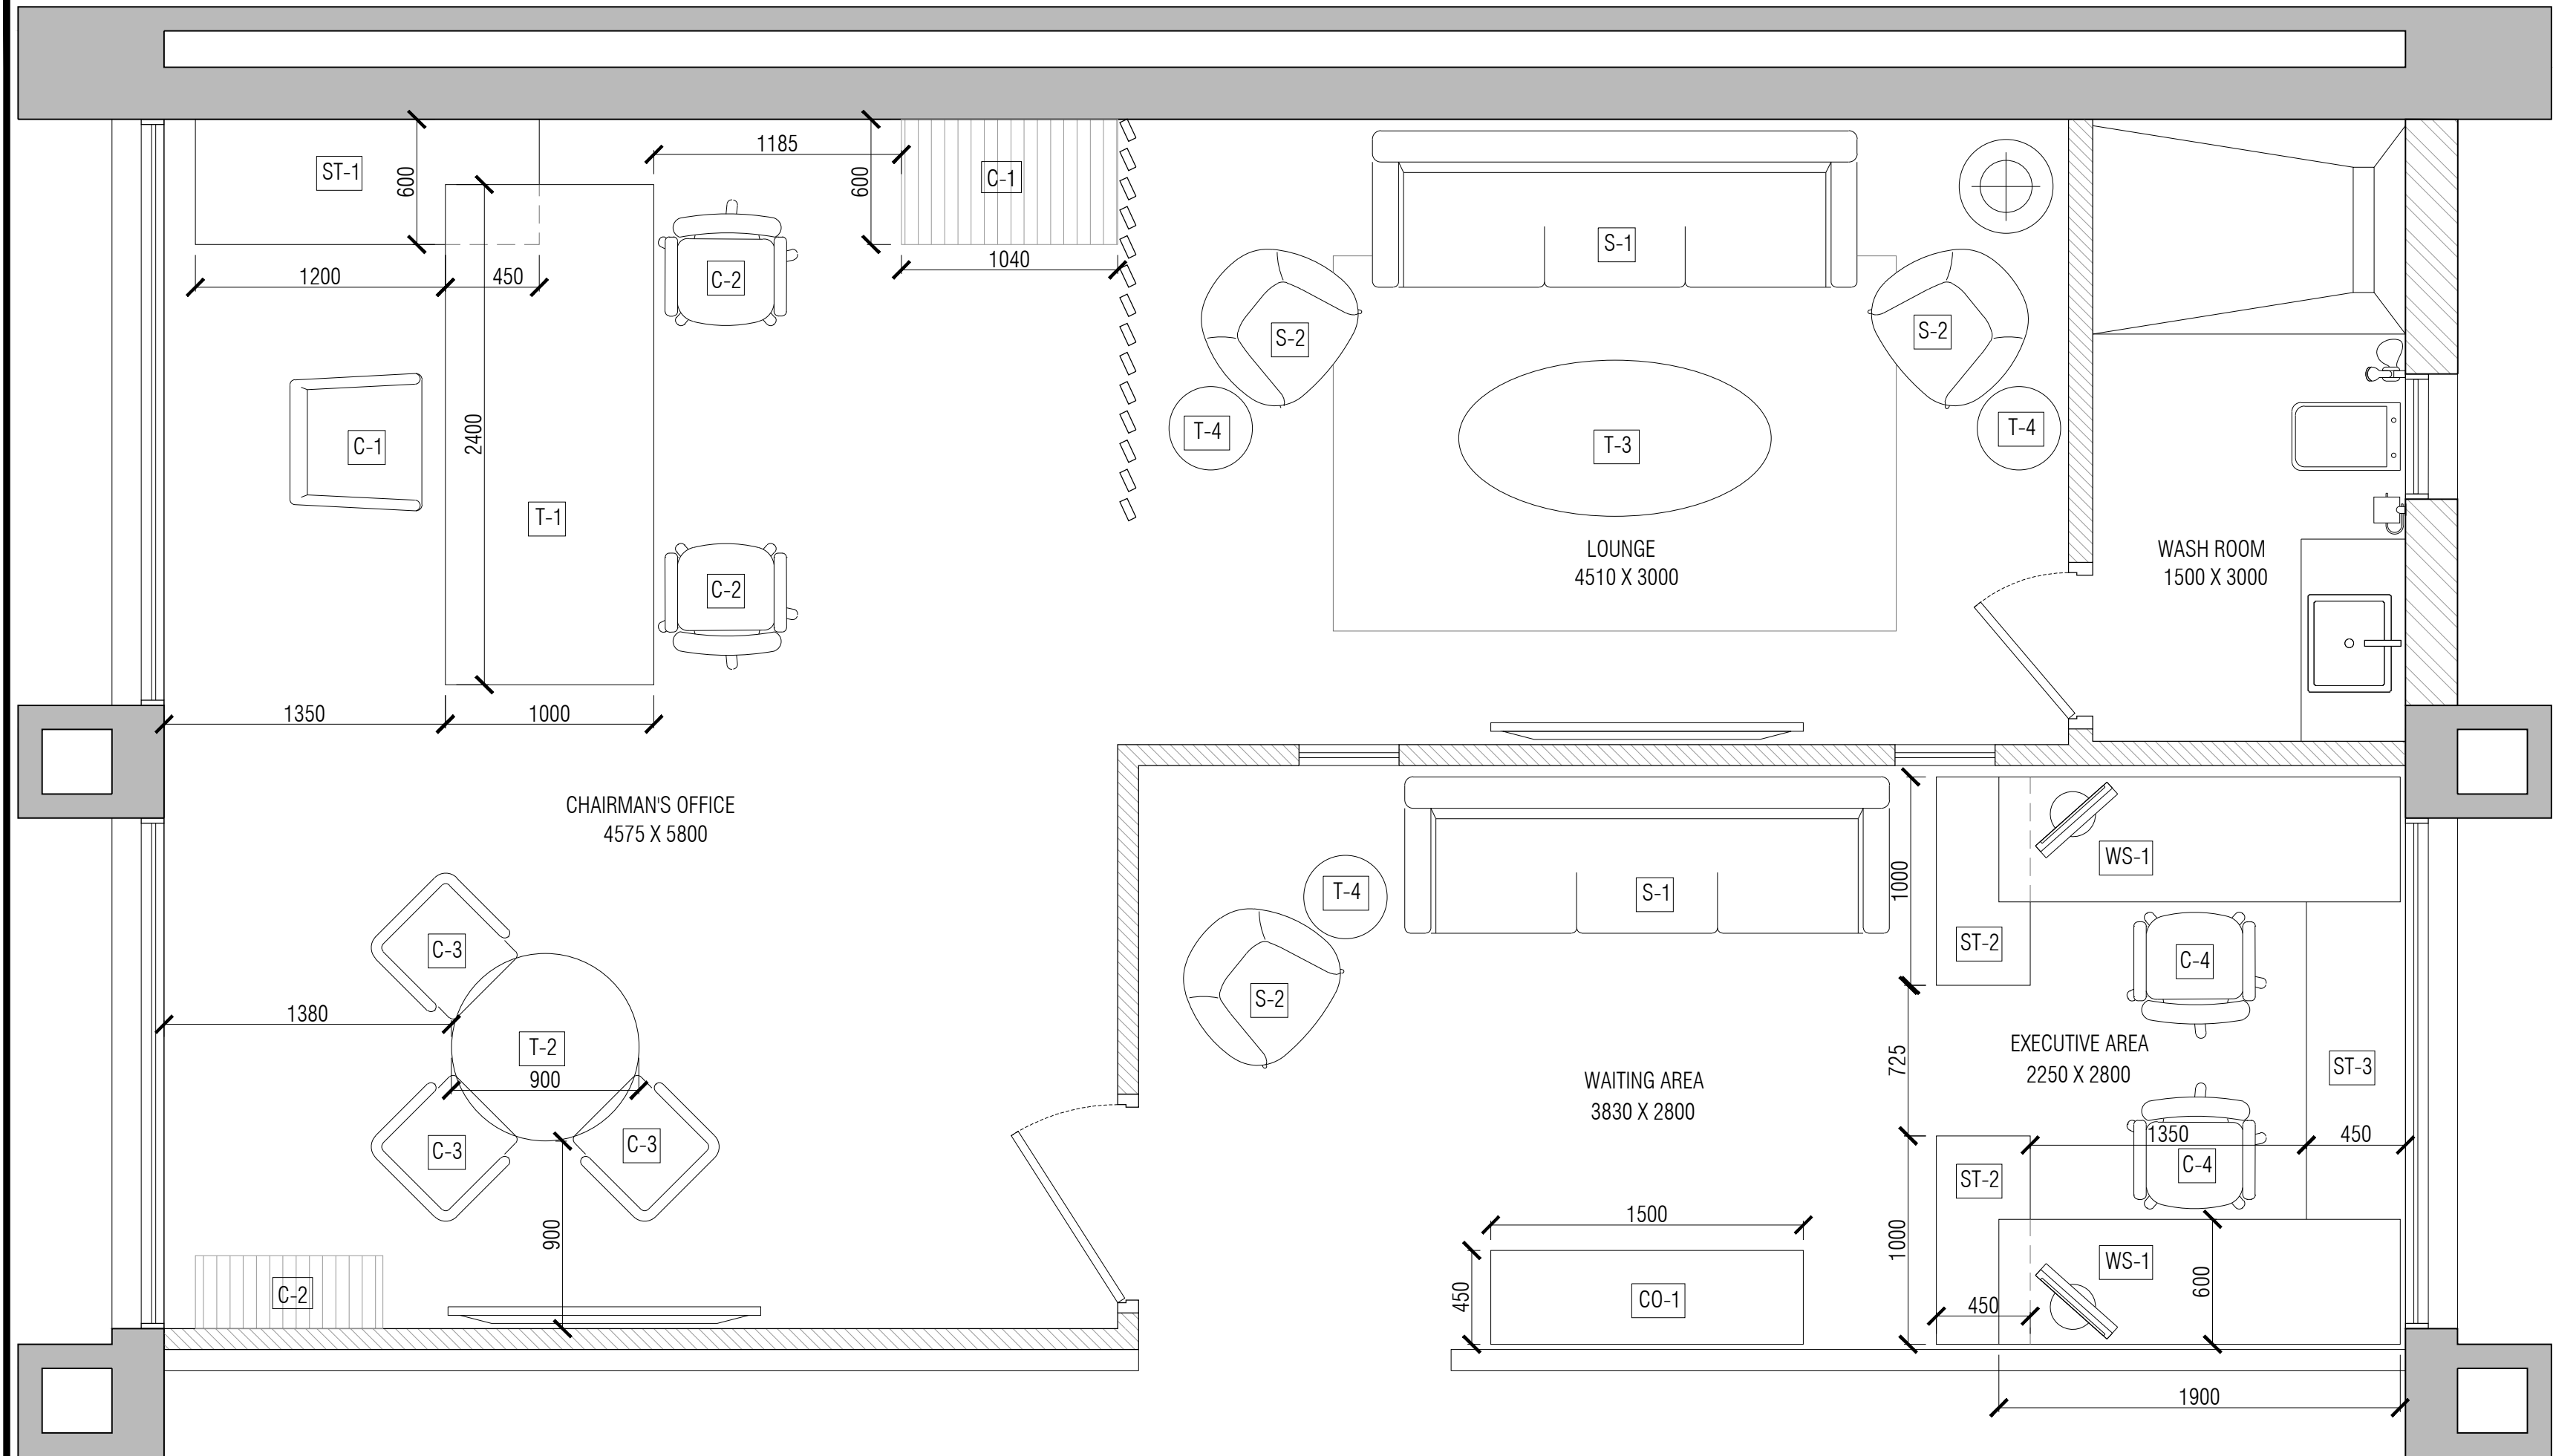 1185
ST-1
600
600
C-1
S-1
1040
1200
450
C-2
S-2
S-2
2400
C-1
T-4
T-3
T-4
T-1
LOUNGE
4510 X 3000
WASH ROOM
1500 X 3000
C-2
1350
1000
CHAIRMAN'S OFFICE
4575 X 5800
WS-1
1000
T-4
S-1
C-3
ST-2
C-4
S-2
1380
T-2
900
EXECUTIVE AREA
2250 X 2800
725
ST-3
WAITING AREA
3830 X 2800
C-3
C-3
1350
450
C-4
ST-2
900
1500
1000
C-2
450
CO-1
450
WS-1
600
1900